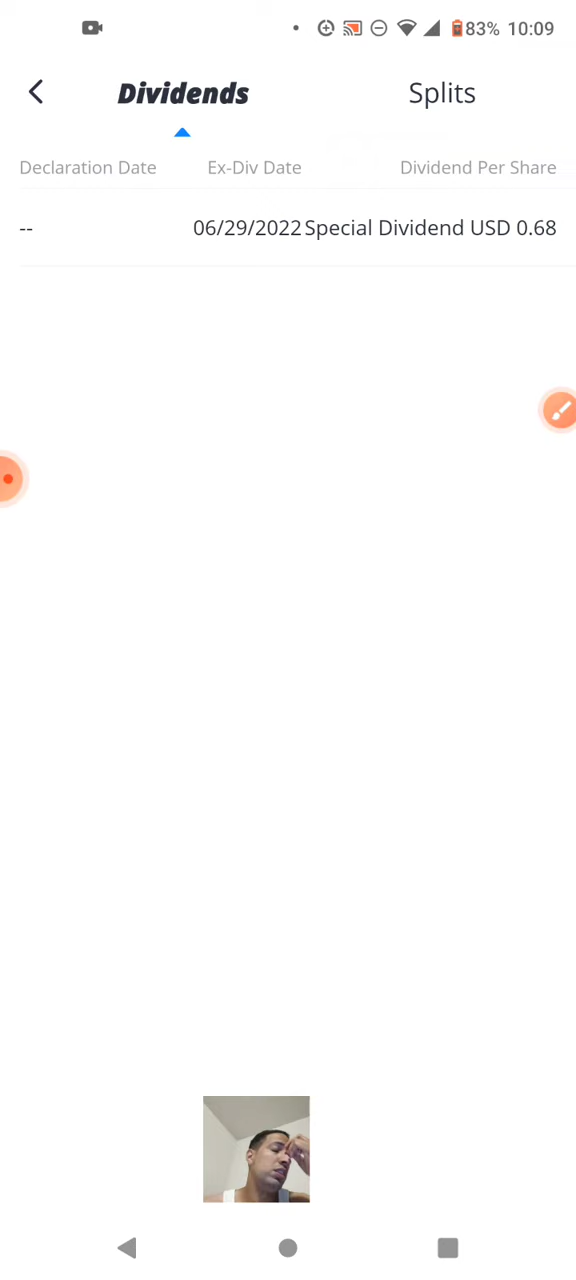 83% 10:09
Dividends Splits
Declaration Date Ex-Div Date Dividend Per Share
-- 06/29/2022 Special Dividend USD 0.68